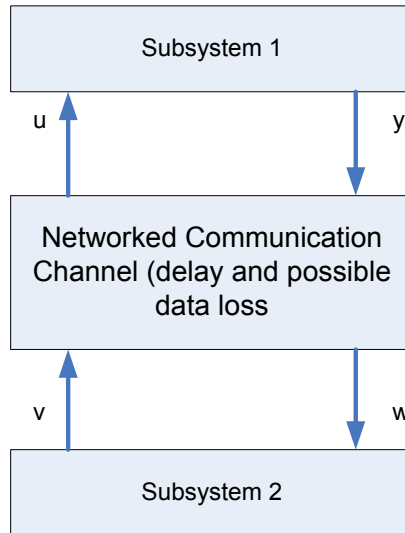 Subsystem 1
u
y
Networked Communication
Channel (delay and possible
data loss
v
w
Subsystem 2